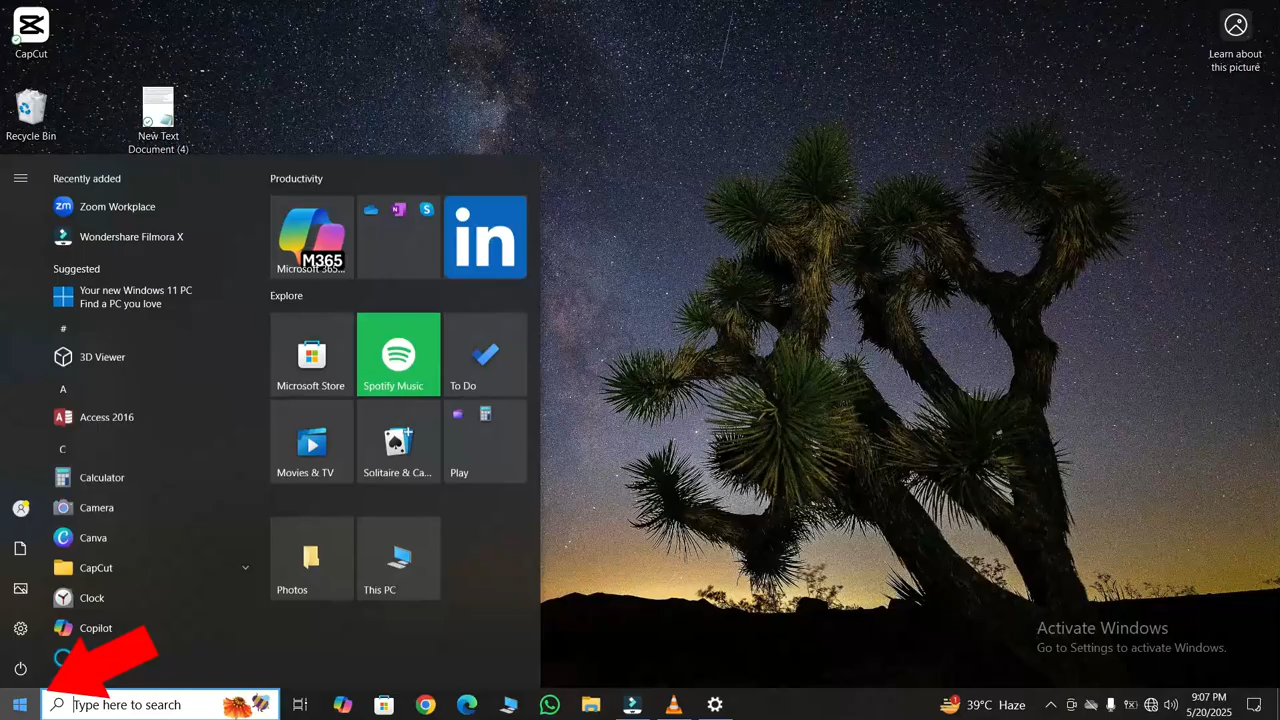 CapCut
Learn about
this picture
Recycle Bin
New Text
Document (4)
Recently added
zm
Zoom Workplace
Wondershare Filmora X
Suggested
Your new Windows 11 PC
Find a PC you love
#
3D Viewer
A
Access 2016
C
Calculator
Camera
Canva
CapCut
Clock
Copilot
Productivity
M365
Microsoft 365...
in
Explore
Microsoft Store
Spotify Music
To Do
Movies & TV
Solitaire & Ca...
Play
Photos
This PC
Activate Windows
Go to Settings to activate Windows.
Type here to search
39°C Haze
9:07 PM
5/20/2025